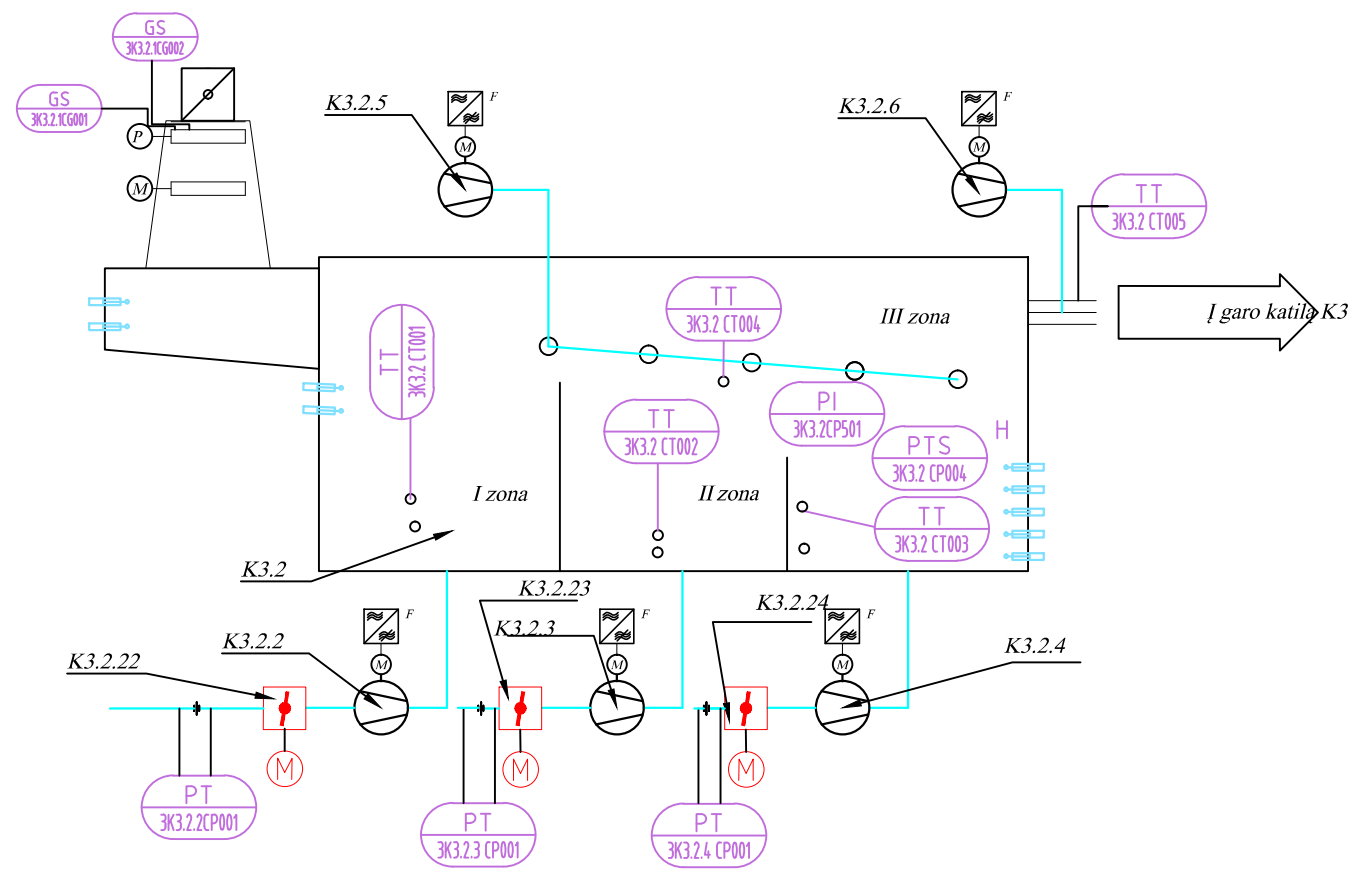 GS
3K3.2.1CG002
GS
3K3.2.1CG001
P
M
K3.2.5
F
M
K3.2.6
F
M
TT
3K3.2 CT005
Į garo katilą K3
TT
3K3.2 CT001
TT
3K3.2 CT004
III zona
PI
3K3.2CP501
TT
3K3.2 CT002
H
PTS
3K3.2 CP004
I zona
II zona
TT
3K3.2 CT003
K3.2
K3.2.23
K3.2.24
F
F
F
K3.2.2
K3.2.3
K3.2.4
K3.2.22
M
M
M
M
M
M
PT
3K3.2.2CP001
PT
3K3.2.3 CP001
PT
3K3.2.4 CP001